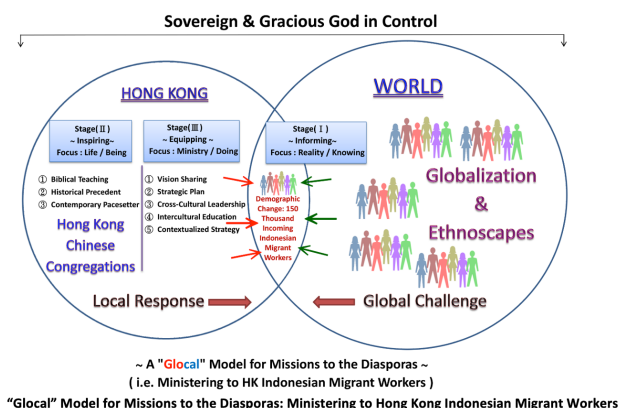 Sovereign & Gracious God in Control
HONG KONG
WORLD
Stage(Ⅱ)
~ Inspiring~
Focus : Life / Being
Stage(Ⅲ)
~ Equipping ~
Focus : Ministry / Doing
Stage(Ⅰ)
~ Informing~
Focus : Reality / Knowing
① Biblical Teaching
② Historical Precedent
③ Contemporary Pacesetter
① Vision Sharing
② Strategic Plan
③ Cross-Cultural Leadership
④ Intercultural Education
⑤ Contextualized Strategy
Hong Kong
Chinese
Congregations
Demographic
Change: 150
Thousand
Incoming
Indonesian
Migrant
Workers
Globalization
&
Ethnoscapes
Local Response
Global Challenge
~ A "Glocal" Model for Missions to the Diasporas ~
( i.e. Ministering to HK Indonesian Migrant Workers )
“Glocal” Model for Missions to the Diasporas: Ministering to Hong Kong Indonesian Migrant Workers